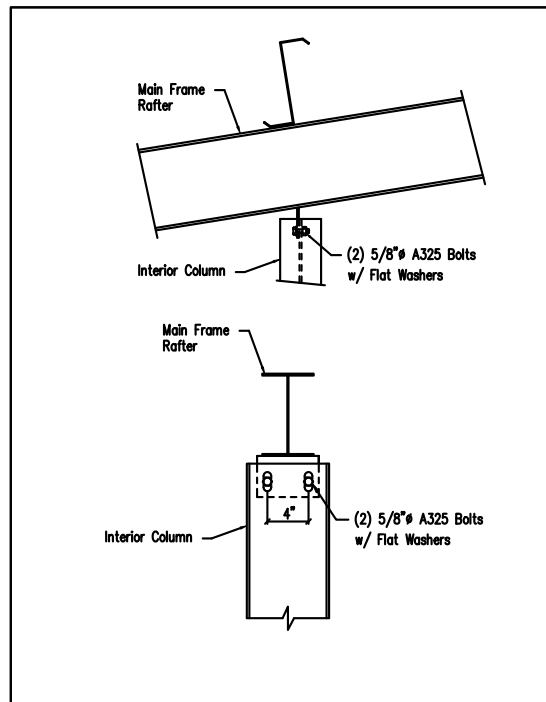 Main Frame
Rafter
(2) 5/8"ø A325 Bolts
w/ Flat Washers
Interior Column
Main Frame
Rafter
4"
(2) 5/8"ø A325 Bolts
w/ Flat Washers
Interior Column